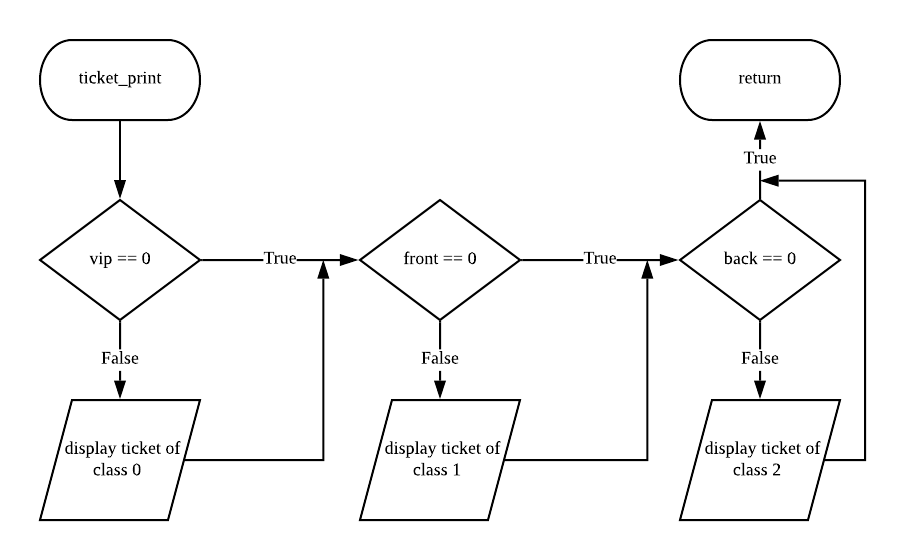 ticket_print
return
True
vip == 0
True
front == 0
True
back == 0
False
False
False
display ticket of
class 0
display ticket of
class 1
display ticket of
class 2